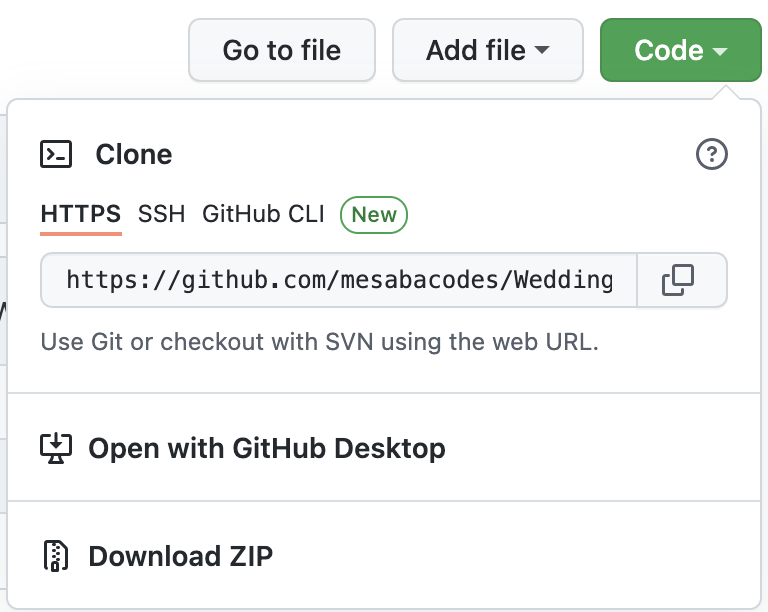 Go to file Add file Code
Clone
HTTPS SSH GitHub CLI New
https://github.com/mesabacodes/Wedding
Use Git or checkout with SVN using the web URL.
Open with GitHub Desktop
Download ZIP